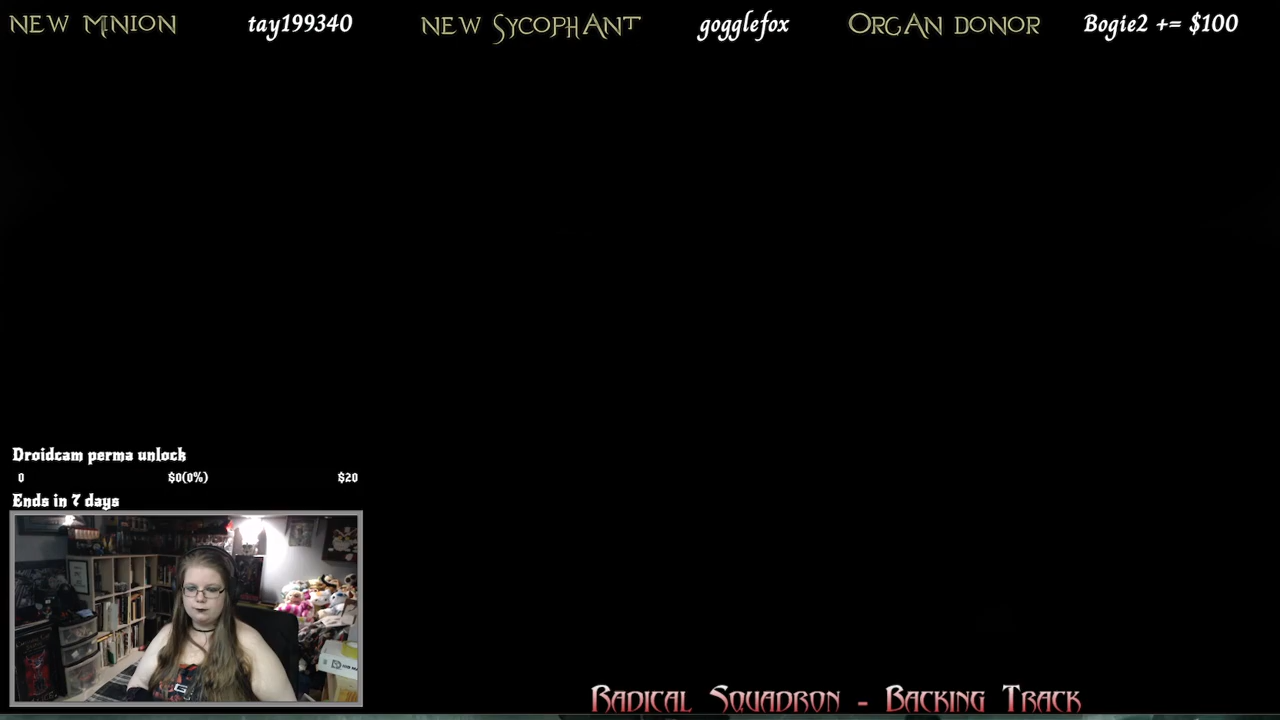 NEW MINION tay199340 NEW SYCOPHANT gogglefox ORGAN DONOR Bogie2 += $100
Droidcam perma unlock
0 $0(0%) $20
Ends in 7 days
RADICAL SQUADRON - BACKING TRACK